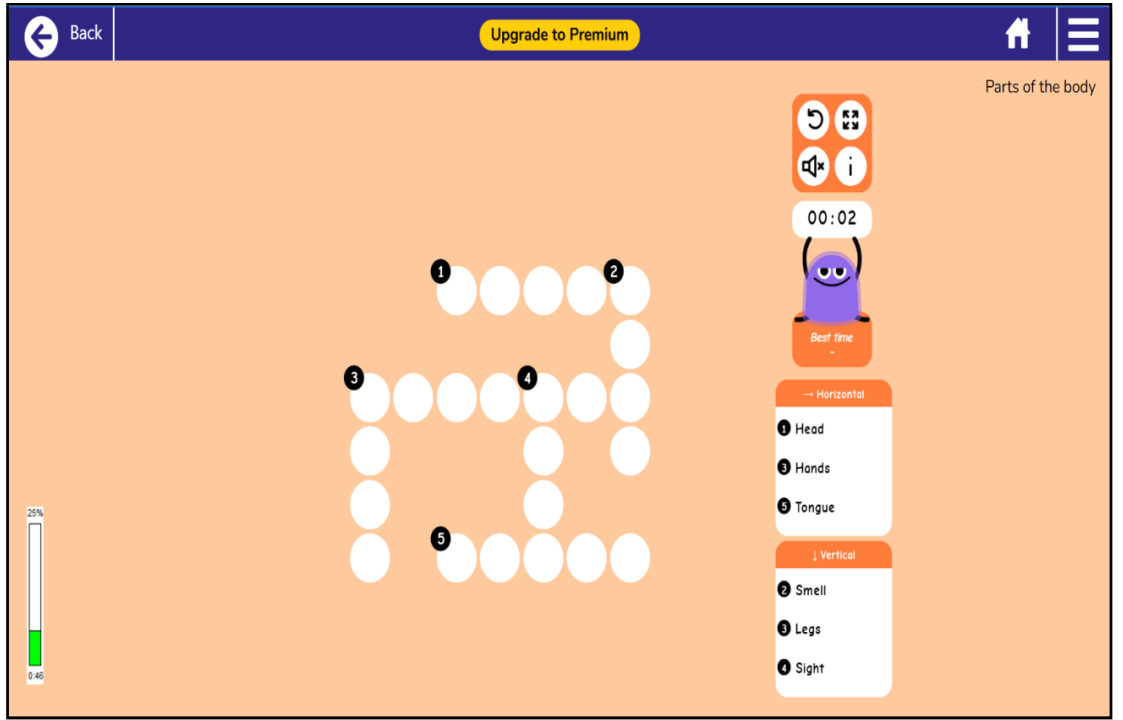 Back
Upgrade to Premium
Parts of the body
i
00:02
1
2
Best time
-
3
4
→ Horizontal
1 Head
3 Hands
5 Tongue
25%
5
↓ Vertical
2 Smell
3 Legs
4 Sight
0:46